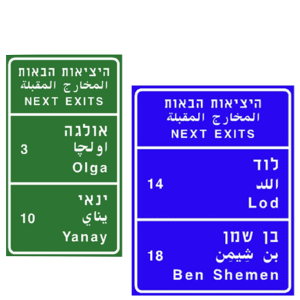 היציאות הבאות
المخارج المقبلة
NEXT EXITS
אולגה
3 اولچا
Olga
ינאי
10 يناي
Yanay
היציאות הבאות
المخارج المقبلة
NEXT EXITS
לוד
14 اللد
Lod
בן שמן
18 بن شيمن
Ben Shemen